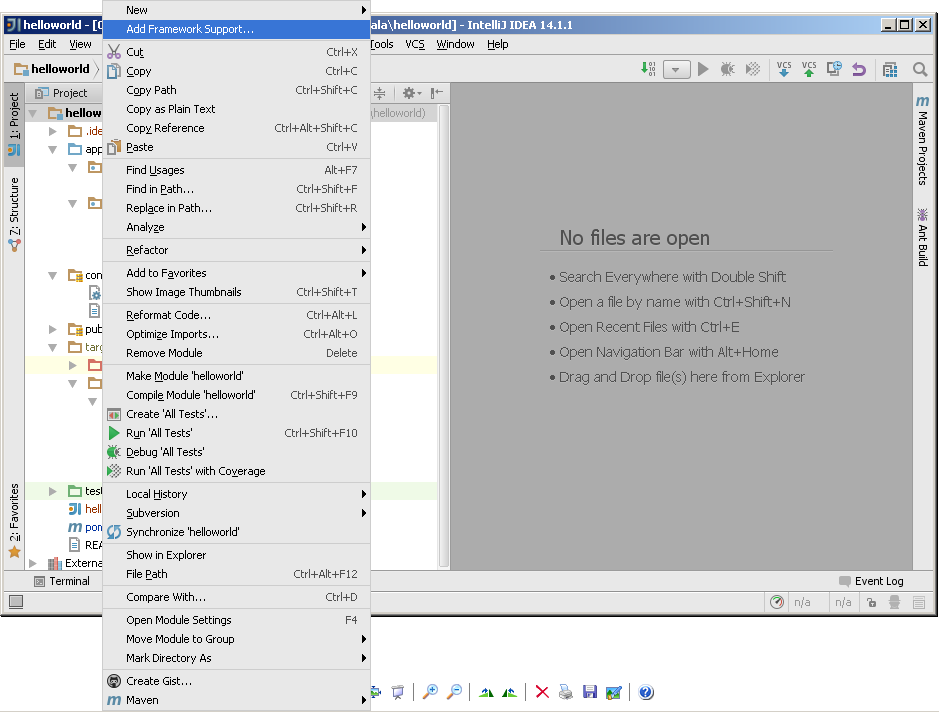 helloworld - [C
ala\helloworld] - IntelliJ IDEA 14.1.1
File Edit View
Tools VCS Window Help
helloworld
VCS VCS
Project
1: Project
7: Structure
2: Favorites
hellow
\helloworld)
.ide
app
con
pub
targ
test
hell
pom
REA
Externa
New
Add Framework Support...
Cut Ctrl+X
Copy Ctrl+C
Copy Path Ctrl+Shift+C
Copy as Plain Text
Copy Reference Ctrl+Alt+Shift+C
Paste Ctrl+V
Find Usages Alt+F7
Find in Path... Ctrl+Shift+F
Replace in Path... Ctrl+Shift+R
Analyze
Refactor
Add to Favorites
Show Image Thumbnails Ctrl+Shift+T
Reformat Code... Ctrl+Alt+L
Optimize Imports... Ctrl+Alt+O
Remove Module Delete
Make Module 'helloworld'
Compile Module 'helloworld' Ctrl+Shift+F9
Create 'All Tests'...
Run 'All Tests' Ctrl+Shift+F10
Debug 'All Tests'
Run 'All Tests' with Coverage
Local History
Subversion
Synchronize 'helloworld'
Show in Explorer
File Path Ctrl+Alt+F12
Compare With... Ctrl+D
Open Module Settings F4
Move Module to Group
Mark Directory As
Create Gist...
Maven
No files are open
• Search Everywhere with Double Shift
• Open a file by name with Ctrl+Shift+N
• Open Recent Files with Ctrl+E
• Open Navigation Bar with Alt+Home
• Drag and Drop file(s) here from Explorer
Maven Projects
Ant Build
Terminal
Event Log
n/a n/a